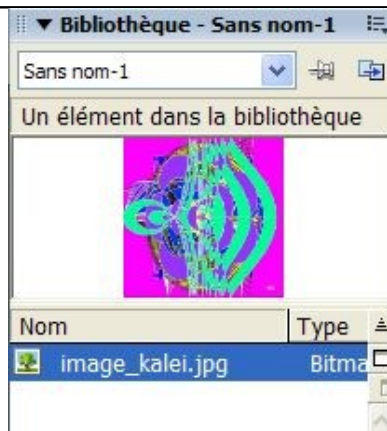 Bibliothèque - Sans nom-1
Sans nom-1
Un élément dans la bibliothèque
Nom Type
image_kalei.jpg Bitma